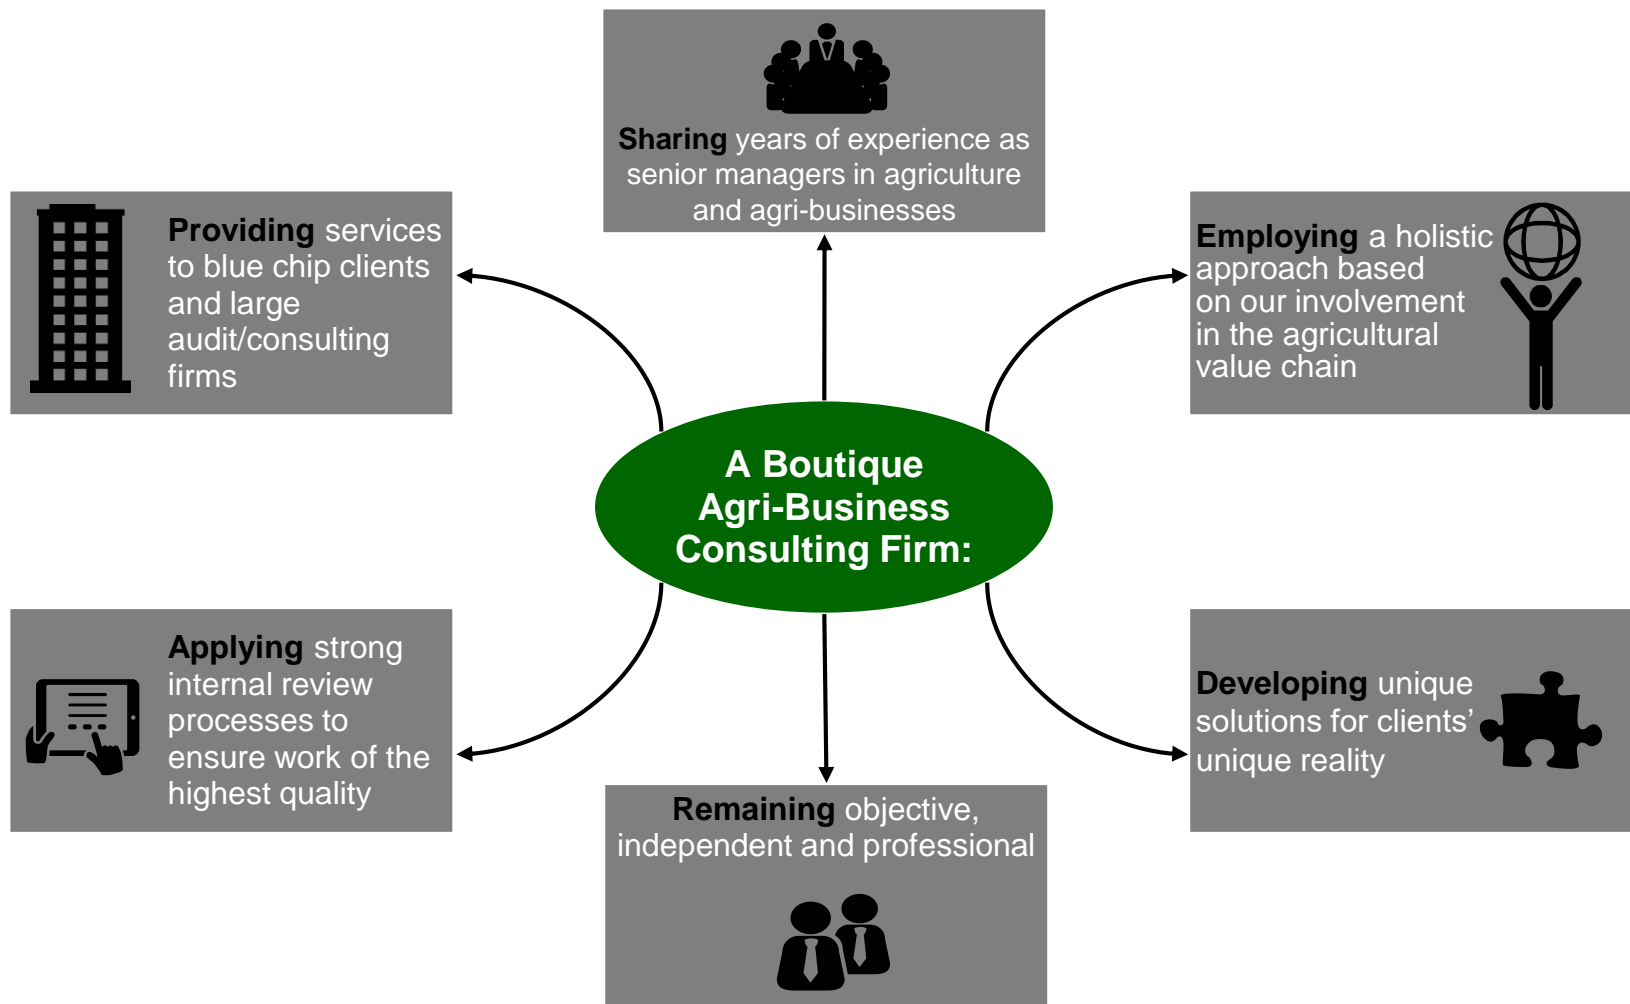 Sharing years of experience as
senior managers in agriculture
and agri-businesses
Providing services
to blue chip clients
and large
audit/consulting
firms
Employing a holistic
approach based
on our involvement
in the agricultural
value chain
A Boutique
Agri-Business
Consulting Firm:
Applying strong
internal review
processes to
ensure work of the
highest quality
Developing unique
solutions for clients’
unique reality
Remaining objective,
independent and professional